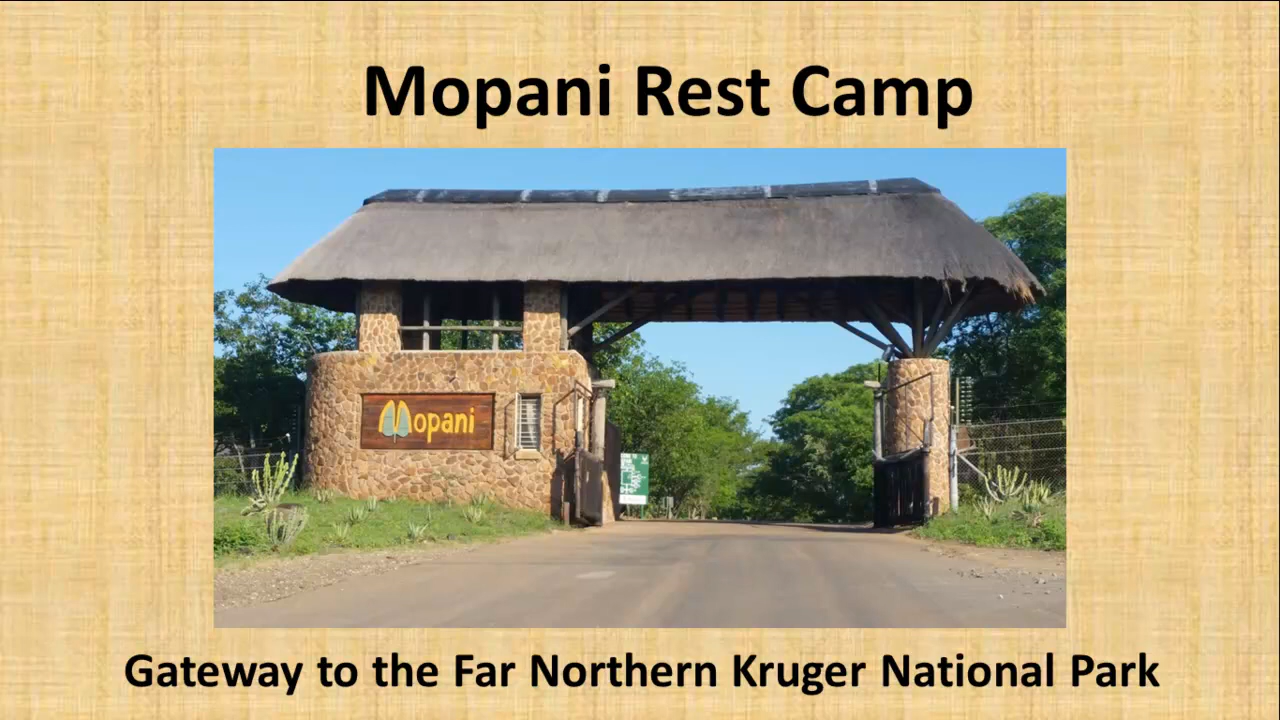 Mopani Rest Camp
Mopani
Gateway to the Far Northern Kruger National Park